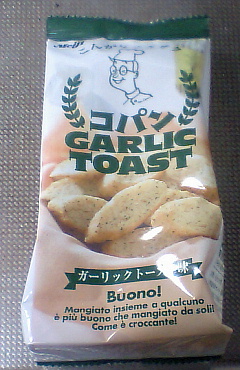 コパン
GARLIC
TOAST
ガーリックトースト味
Buono!
Mangiato insieme a qualcuno
è più buono che mangiato da soli!
Come è croccante!